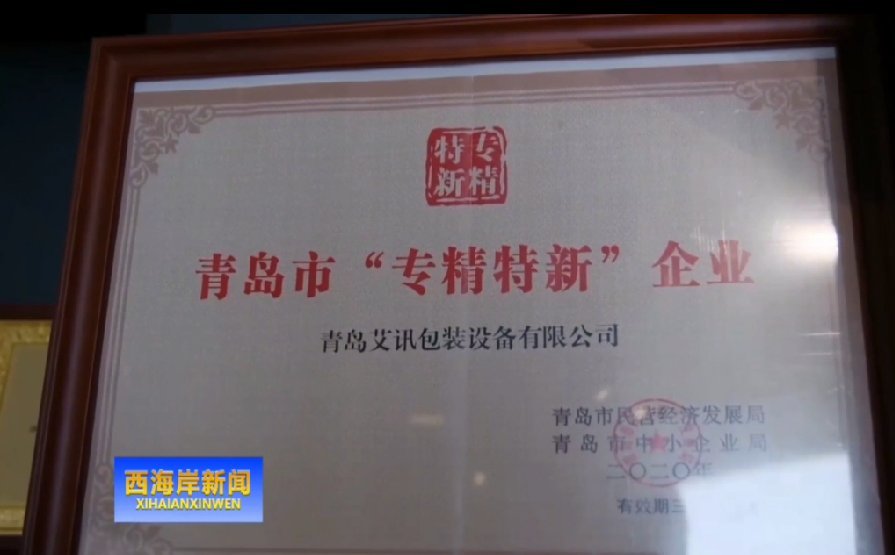 专精
特新
青岛市“专精特新”企业
青岛艾讯包装设备有限公司
青岛市民营经济发展局
青岛市中小企业局
二〇二〇年
有效期三
西海岸新闻
XIHAIANXINWEN